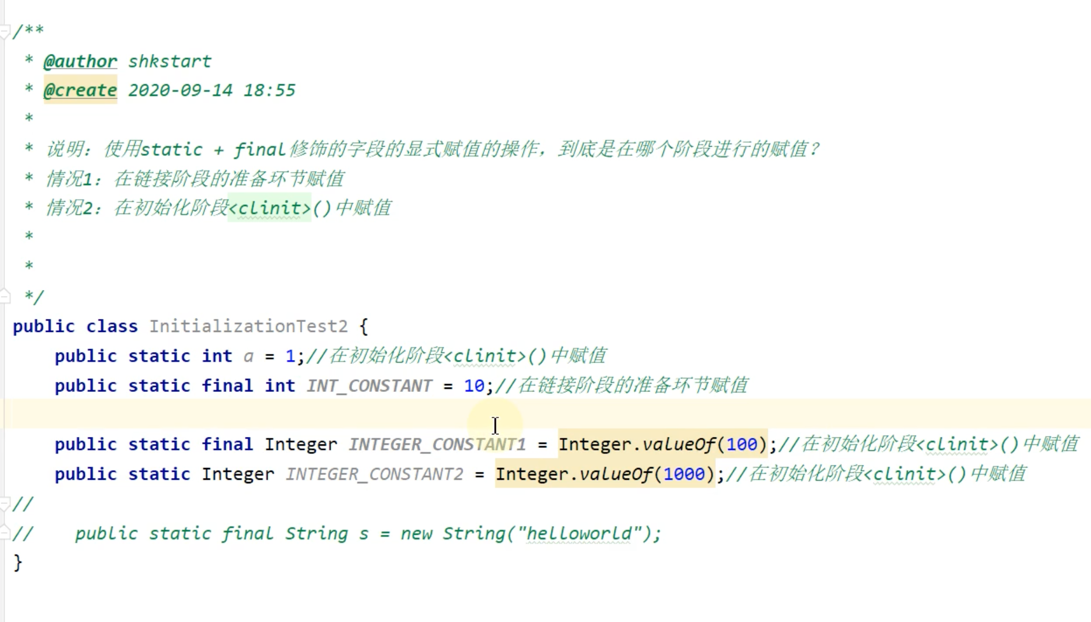 /**
 * @author shkstart
 * @create 2020-09-14 18:55
 *
 * 说明：使用static + final修饰的字段的显式赋值的操作，到底是在哪个阶段进行的赋值？
 * 情况1：在链接阶段的准备环节赋值
 * 情况2：在初始化阶段<clinit>()中赋值
 *
 *
 */
public class InitializationTest2 {
    public static int a = 1;//在初始化阶段<clinit>()中赋值
    public static final int INT_CONSTANT = 10;//在链接阶段的准备环节赋值
    public static final Integer INTEGER_CONSTANT1 = Integer.valueOf(100);//在初始化阶段<clinit>()中赋值
    public static Integer INTEGER_CONSTANT2 = Integer.valueOf(1000);//在初始化阶段<clinit>()中赋值
//
//    public static final String s = new String("helloworld");
}